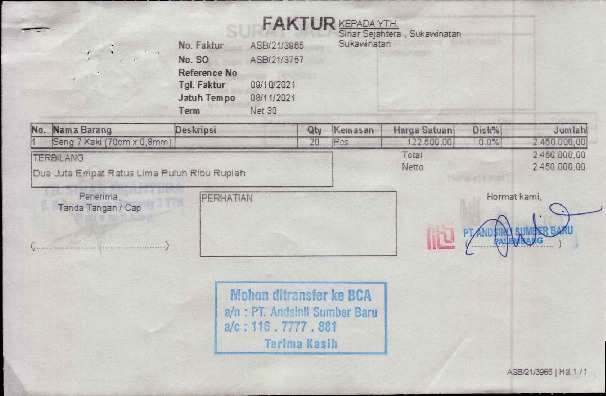 FAKTUR
KEPADA YTH.
Sinar Sejahtera , Sukawinatan
Sukawinatan
No. Faktur ASB/21/3965
No. SO ASB/21/3757
Reference No
Tgl. Faktur 09/10/2021
Jatuh Tempo 08/11/2021
Term Net 30
No. Nama Barang Deskripsi Qty Kemasan Harga Satuan Disk% Jumlah
1 Seng 7 Kaki (70cm x 0,8mm) 20 Pcs 122.500,00 0.0% 2.450.000,00
Total 2.450.000,00
Netto 2.450.000,00
TERBILANG
Dua Juta Empat Ratus Lima Puluh Ribu Rupiah
Penerima,
Tanda Tangan / Cap
(............................)
PERHATIAN
Hormat kami,
PT. ANDSINLI SUMBER BARU
PALEMBANG
Mohon ditransfer ke BCA
a/n : PT. Andsinli Sumber Baru
a/c : 116 . 7777 . 881
Terima Kasih
ASB/21/3965 | Hal 1 / 1